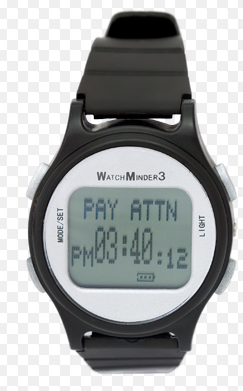 WATCHMINDER3
PAY ATTN
MODE/SET
LIGHT
PM03:40:12